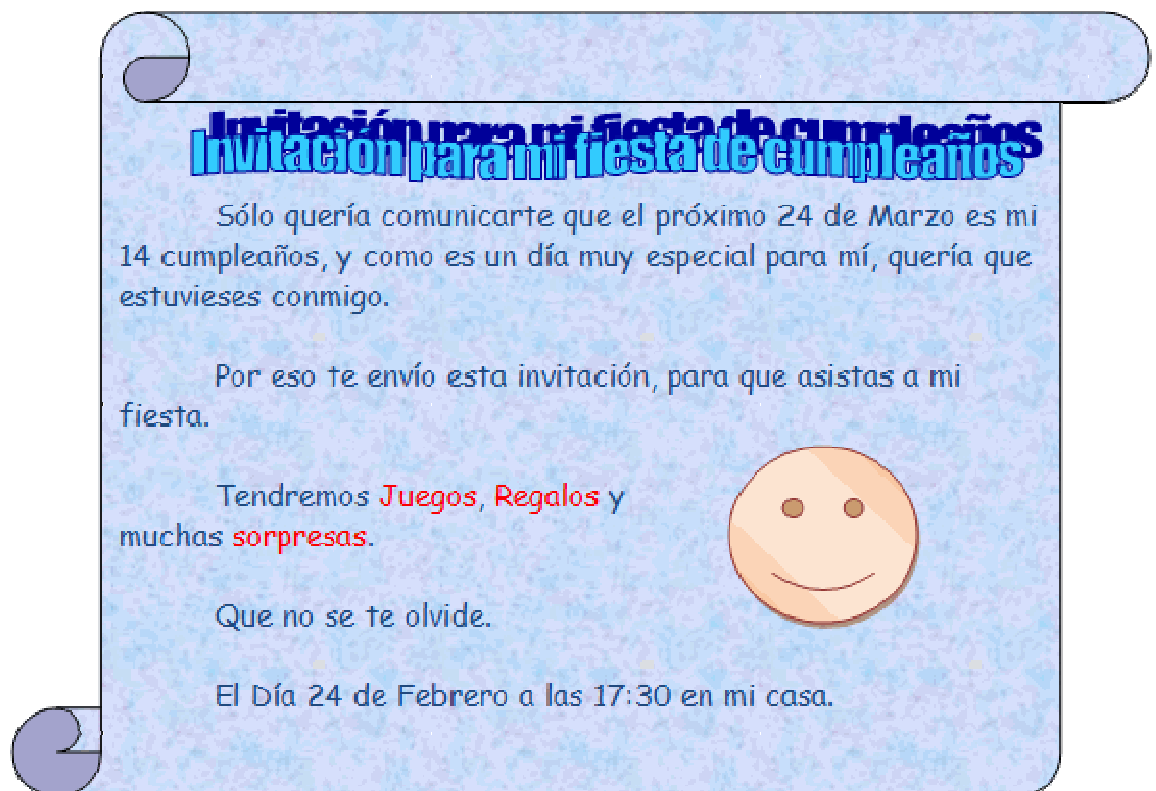 Invitación para mi fiesta de cumpleaños
Sólo quería comunicarte que el próximo 24 de Marzo es mi
14 cumpleaños, y como es un día muy especial para mí, quería que
estuvieses conmigo.
Por eso te envío esta invitación, para que asistas a mi
fiesta.
Tendremos Juegos, Regalos y
muchas sorpresas.
Que no se te olvide.
El Día 24 de Febrero a las 17:30 en mi casa.